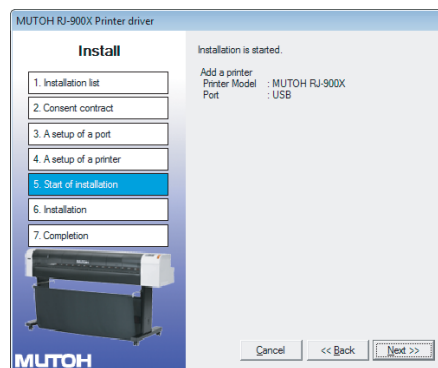 MUTOH RJ-900X Printer driver
Install
1. Installation list
2. Consent contract
3. A setup of a port
4. A setup of a printer
5. Start of installation
6. Installation
7. Completion
MUTOH
Installation is started.
Add a printer
Printer Model : MUTOH RJ-900X
Port : USB
Cancel
<< Back
Next >>